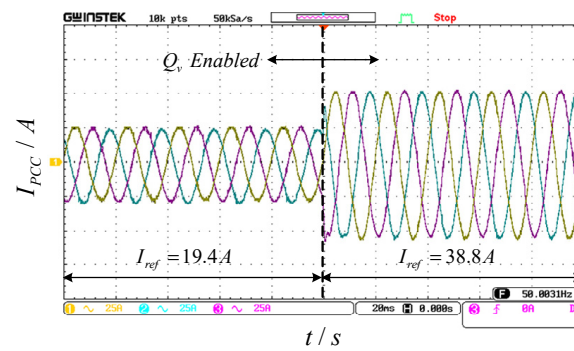 GWINSTEK 10k pts 50kSa/s Stop
Q_v Enabled
I_PCC / A
1
I_ref = 19.4A I_ref = 38.8A
F 50.0031Hz
1 ~ 25A 2 ~ 25A 3 ~ 25A 20ms H 0.000s 3 0A
t / s